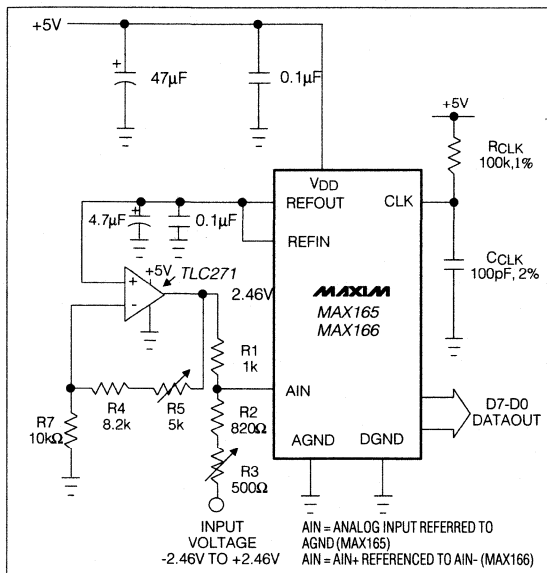 +5V
+
47µF
0.1µF
+5V
RCLK
100k,1%
VDD
REFOUT
CLK
+
4.7µF
0.1µF
REFIN
+5V
TLC271
+
-
2.46V
MAXIM
MAX165
MAX166
CCLK
100pF, 2%
R1
1k
AIN
R4
8.2k
R5
5k
R7
10kΩ
R2
820Ω
R3
500Ω
AGND
DGND
D7-D0
DATAOUT
INPUT
VOLTAGE
-2.46V TO +2.46V
AIN = ANALOG INPUT REFERRED TO
AGND (MAX165)
AIN = AIN+ REFERENCED TO AIN- (MAX166)